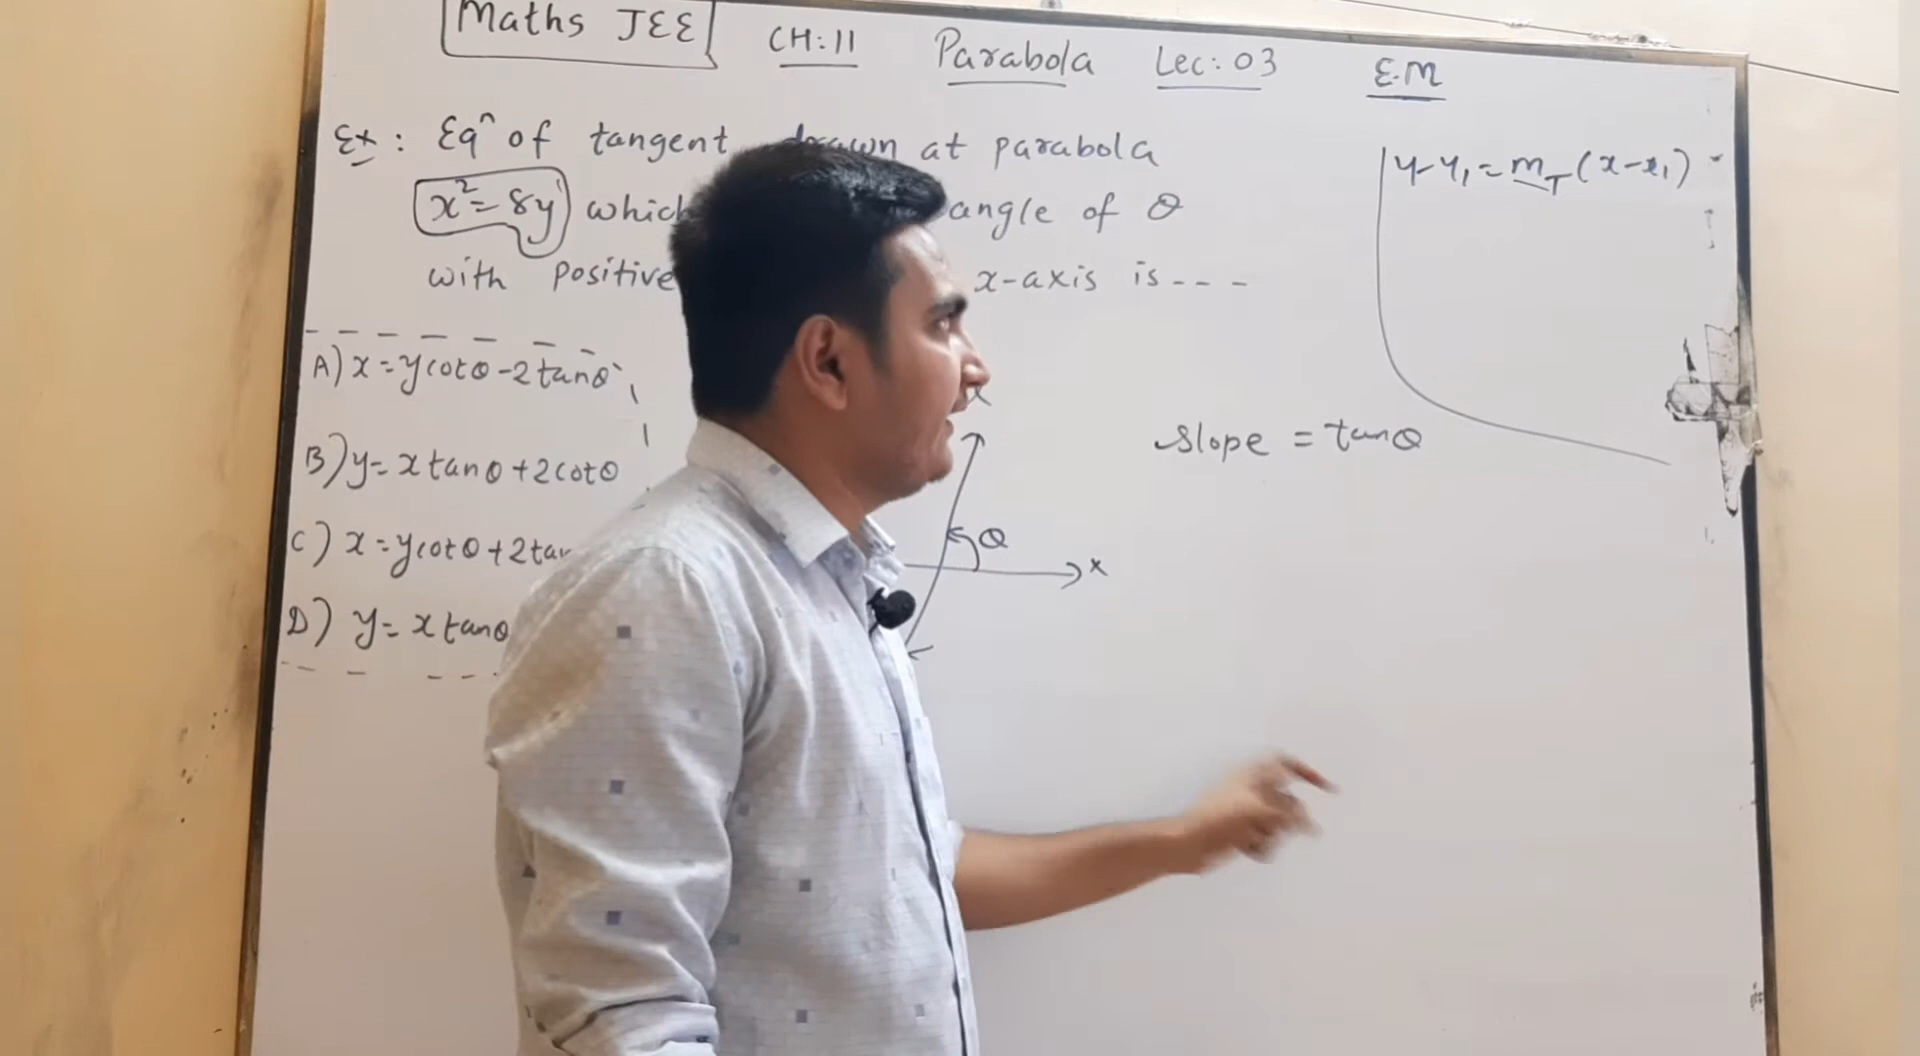 Maths JEE CH:11 Parabola Lec:03 E.M
Ex: Eqⁿ of tangent drawn at parabola
x² = 8y which angle of θ
with positive x-axis is ---
A) x = y cotθ - 2 tanθ
B) y = x tanθ + 2 cotθ
C) x = y cotθ + 2 tan
D) y = x tanθ
θ
x
y - y₁ = m_T (x - x₁)
slope = tanθ